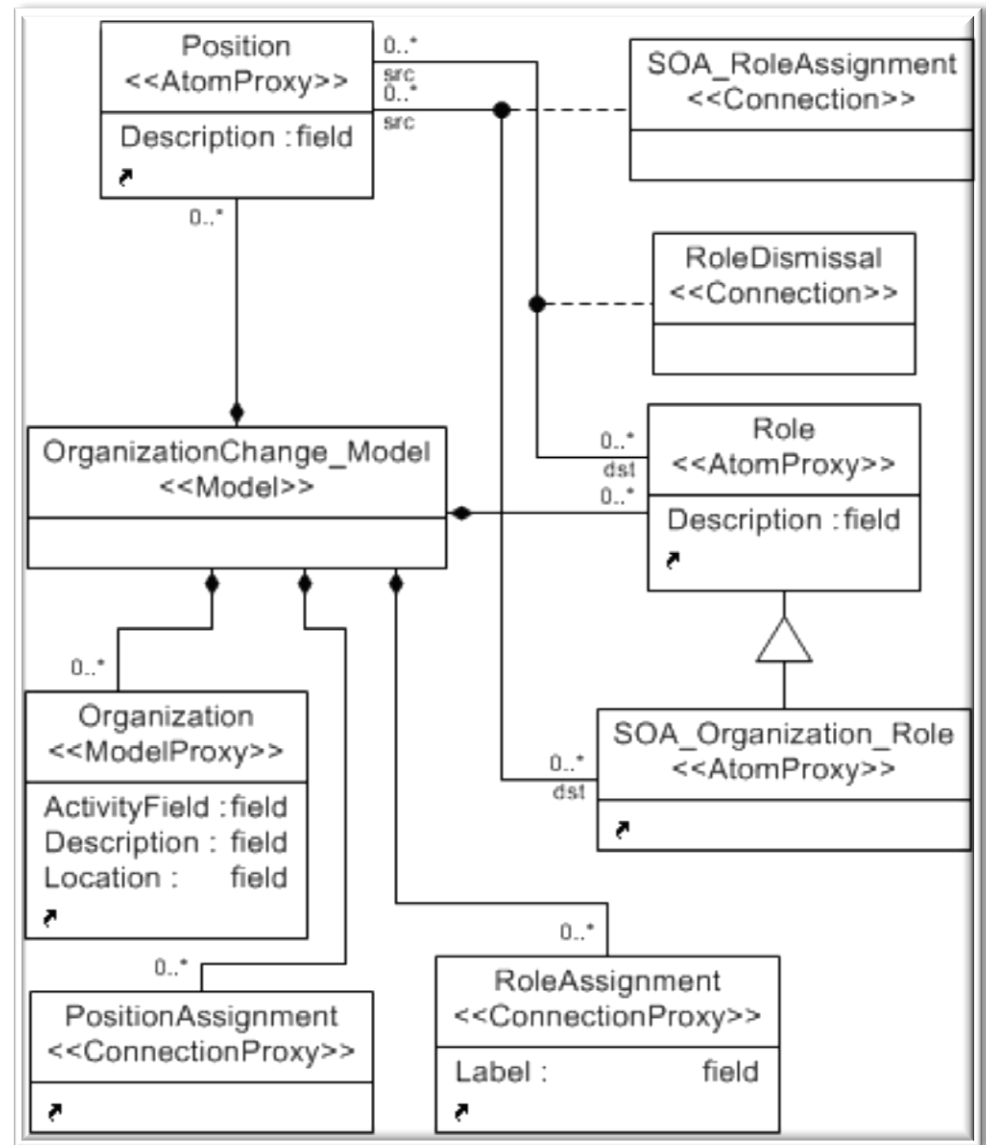 Position
<<AtomProxy>>
Description : field
0..*
src
0..*
src
0..*
SOA_RoleAssignment
<<Connection>>
RoleDismissal
<<Connection>>
OrganizationChange_Model
<<Model>>
0..*
dst
0..*
Role
<<AtomProxy>>
Description : field
0..*
Organization
<<ModelProxy>>
ActivityField : field
Description : field
Location : field
0..*
dst
SOA_Organization_Role
<<AtomProxy>>
0..*
PositionAssignment
<<ConnectionProxy>>
0..*
RoleAssignment
<<ConnectionProxy>>
Label : field